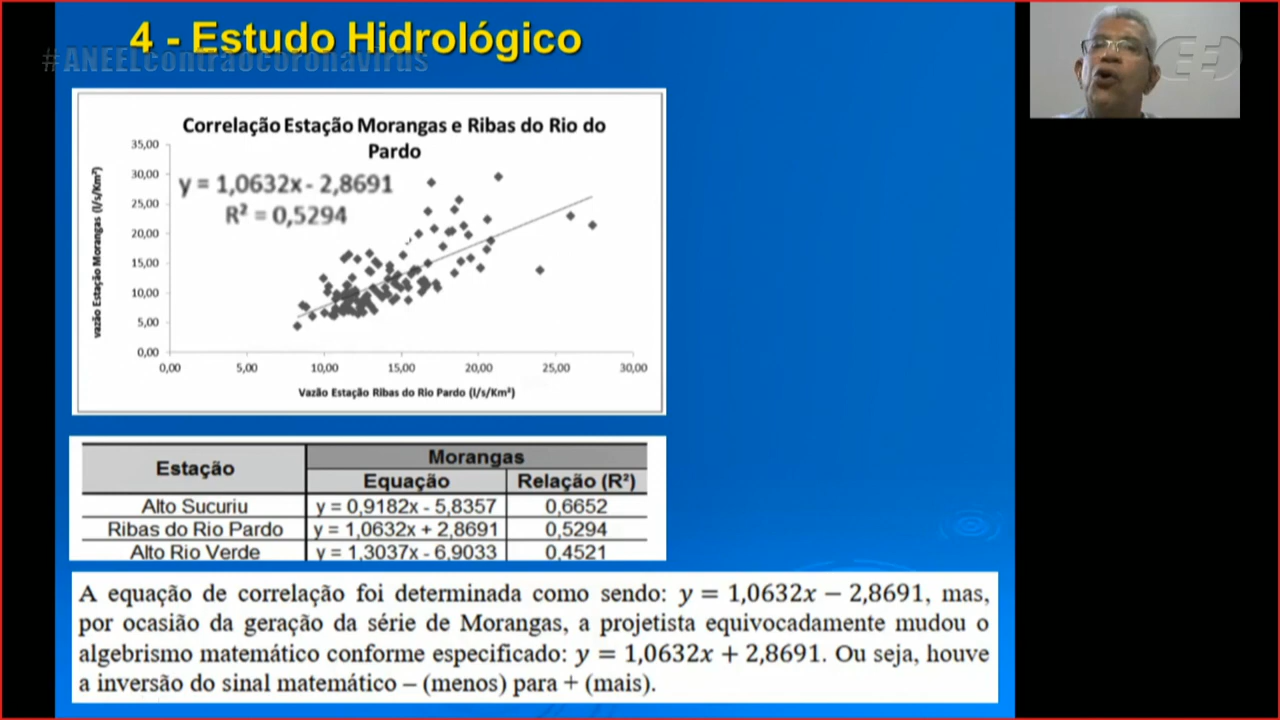 4 - Estudo Hidrológico
#ANEELcontraocoronavírus
Correlação Estação Morangas e Ribas do Rio do
Pardo
y = 1,0632x - 2,8691
R² = 0,5294
vazão Estação Morangas (l/s/Km²)
35,00
30,00
25,00
20,00
15,00
10,00
5,00
0,00
0,00 5,00 10,00 15,00 20,00 25,00 30,00
Vazão Estação Ribas do Rio Pardo (l/s/Km²)
Estação Morangas
Equação Relação (R²)
Alto Sucuriu y = 0,9182x - 5,8357 0,6652
Ribas do Rio Pardo y = 1,0632x + 2,8691 0,5294
Alto Rio Verde y = 1,3037x - 6,9033 0,4521
A equação de correlação foi determinada como sendo: y = 1,0632x − 2,8691, mas,
por ocasião da geração da série de Morangas, a projetista equivocadamente mudou o
algebrismo matemático conforme especificado: y = 1,0632x + 2,8691. Ou seja, houve
a inversão do sinal matemático – (menos) para + (mais).